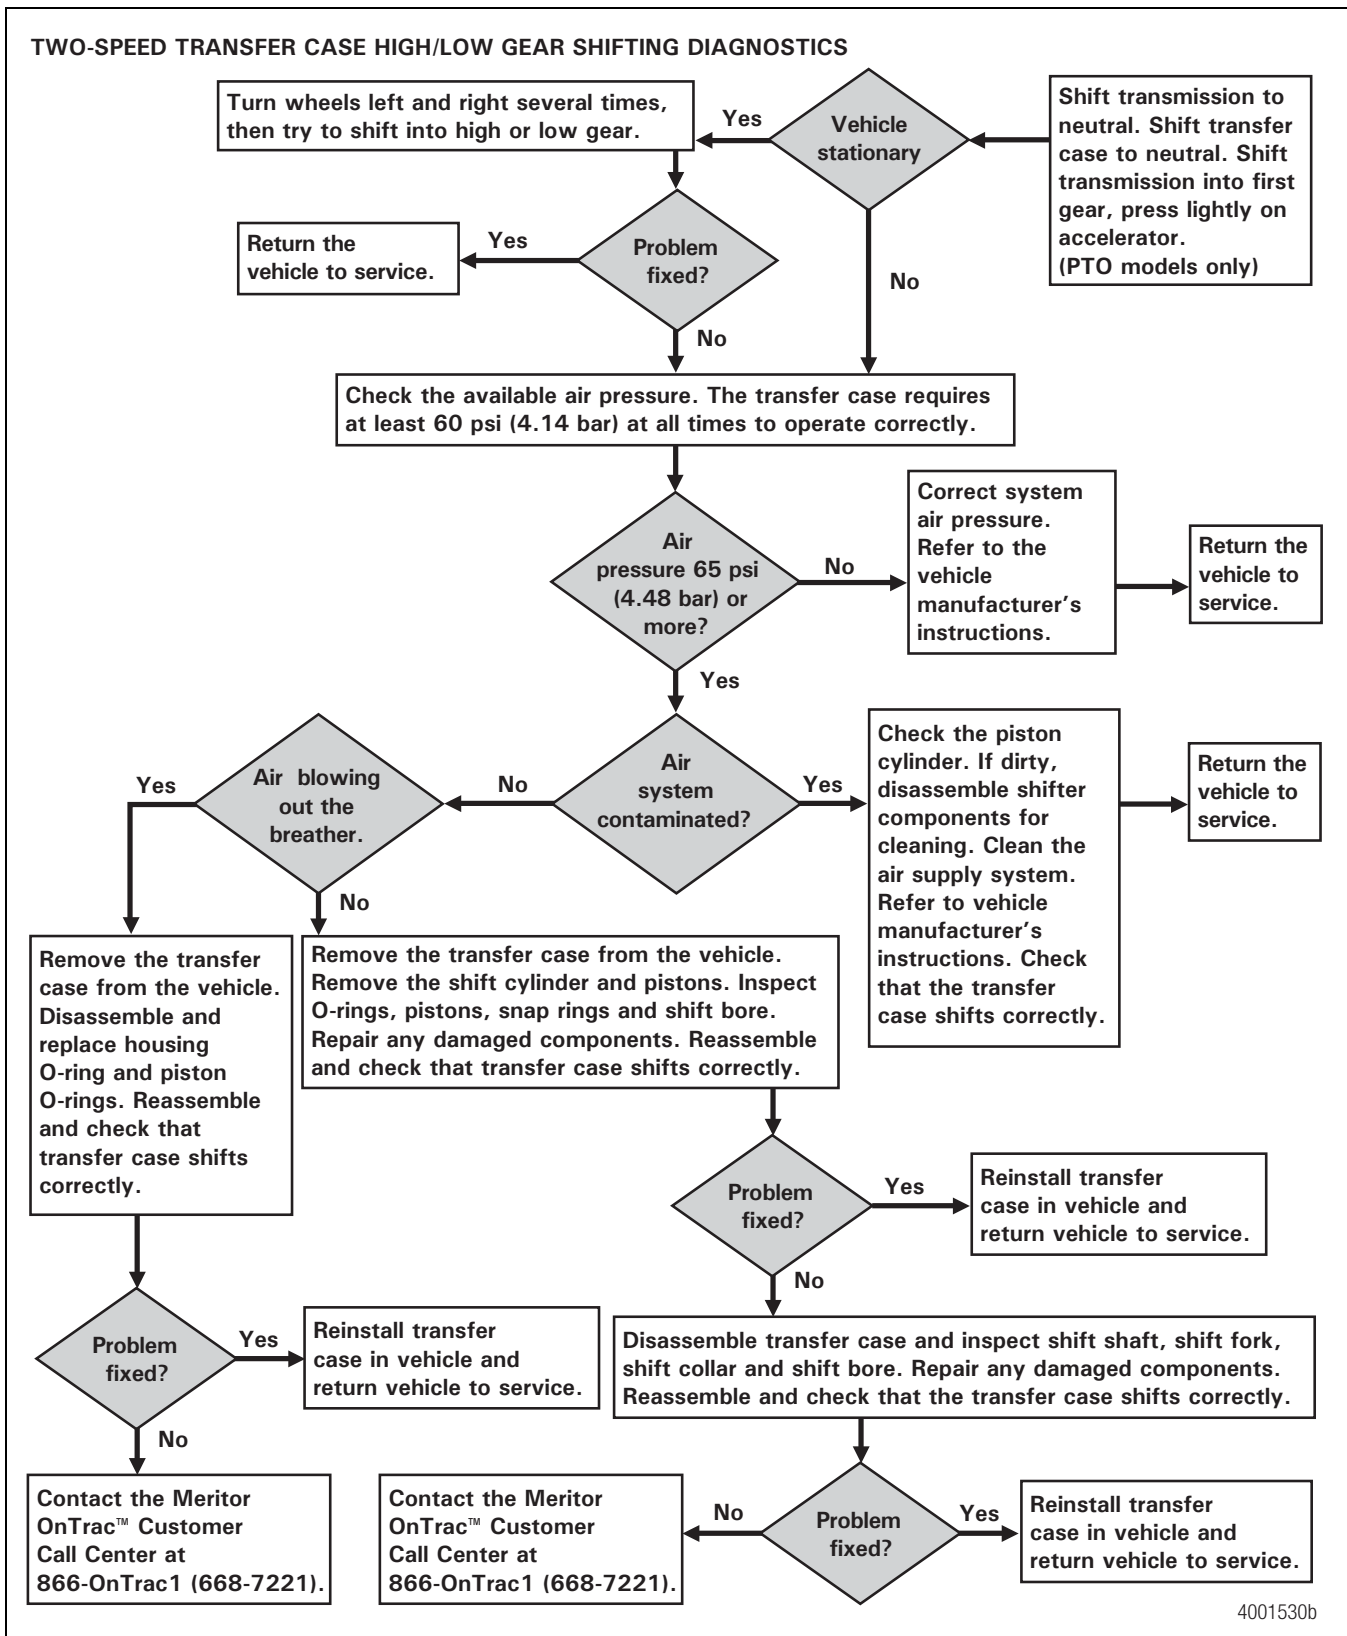 TWO-SPEED TRANSFER CASE HIGH/LOW GEAR SHIFTING DIAGNOSTICS
Turn wheels left and right several times,
then try to shift into high or low gear.
Yes
Vehicle
stationary
Shift transmission to
neutral. Shift transfer
case to neutral. Shift
transmission into first
gear, press lightly on
accelerator.
(PTO models only)
Return the
vehicle to service.
Yes
Problem
fixed?
No
No
Check the available air pressure. The transfer case requires
at least 60 psi (4.14 bar) at all times to operate correctly.
Air
pressure 65 psi
(4.48 bar) or
more?
No
Correct system
air pressure.
Refer to the
vehicle
manufacturer's
instructions.
Return the
vehicle to
service.
Yes
Yes
Air blowing
out the
breather.
No
Air
system
contaminated?
Yes
Check the piston
cylinder. If dirty,
disassemble shifter
components for
cleaning. Clean the
air supply system.
Refer to vehicle
manufacturer's
instructions. Check
that the transfer
case shifts correctly.
Return the
vehicle to
service.
No
Remove the transfer
case from the vehicle.
Disassemble and
replace housing
O-ring and piston
O-rings. Reassemble
and check that
transfer case shifts
correctly.
Remove the transfer case from the vehicle.
Remove the shift cylinder and pistons. Inspect
O-rings, pistons, snap rings and shift bore.
Repair any damaged components. Reassemble
and check that transfer case shifts correctly.
Problem
fixed?
Yes
Reinstall transfer
case in vehicle and
return vehicle to service.
No
Problem
fixed?
Yes
Reinstall transfer
case in vehicle and
return vehicle to service.
Disassemble transfer case and inspect shift shaft, shift fork,
shift collar and shift bore. Repair any damaged components.
Reassemble and check that the transfer case shifts correctly.
No
Contact the Meritor
OnTrac™ Customer
Call Center at
866-OnTrac1 (668-7221).
Contact the Meritor
OnTrac™ Customer
Call Center at
866-OnTrac1 (668-7221).
No
Problem
fixed?
Yes
Reinstall transfer
case in vehicle and
return vehicle to service.
4001530b